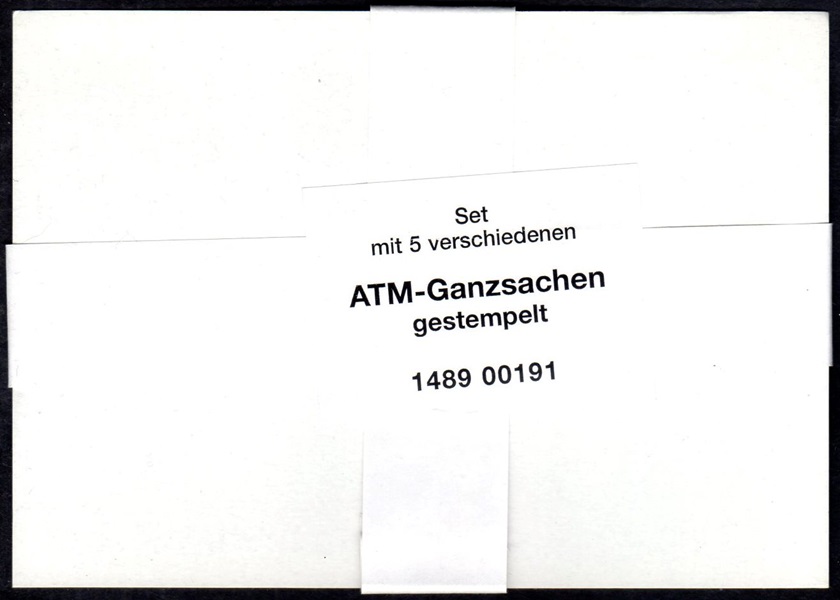 Set
mit 5 verschiedenen
ATM-Ganzsachen
gestempelt
1489 00191